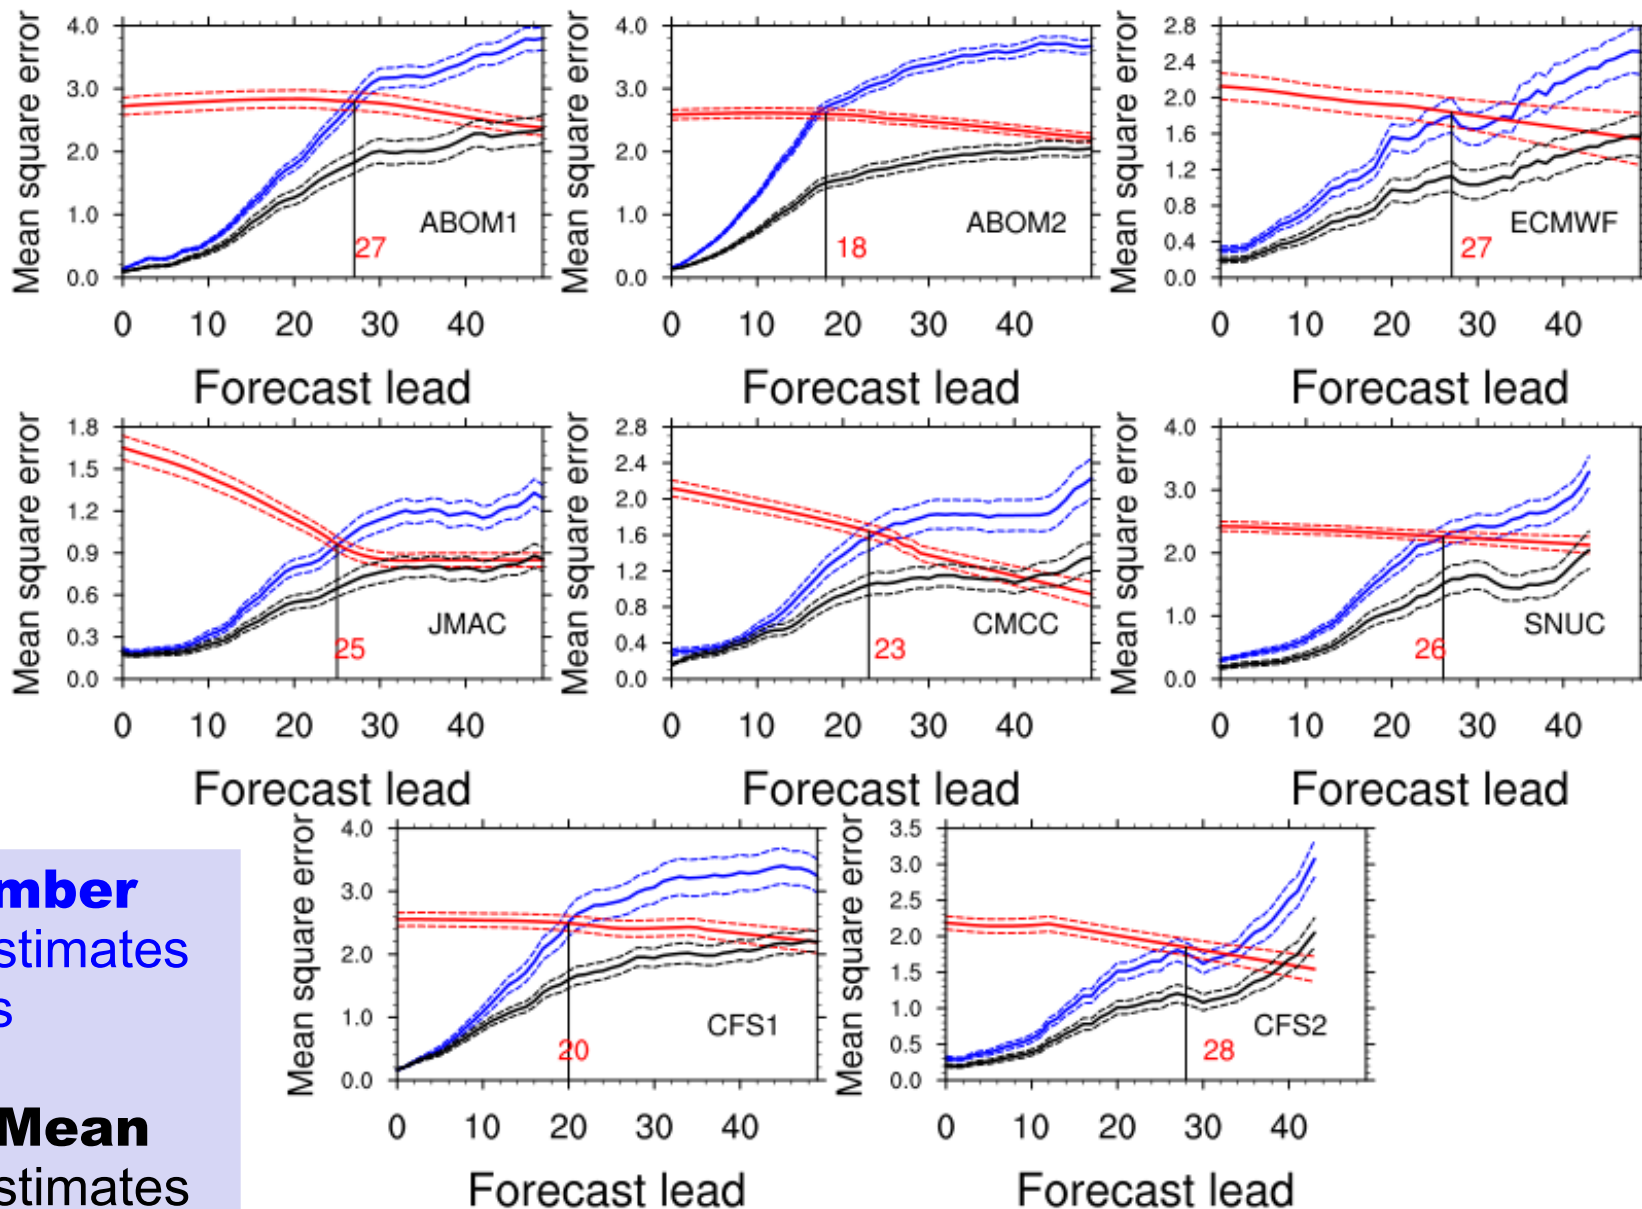 Mean square error
4.0
3.0
2.0
1.0
0.0
ABOM1
27
0 10 20 30 40
Forecast lead
Mean square error
4.0
3.0
2.0
1.0
0.0
ABOM2
18
0 10 20 30 40
Forecast lead
Mean square error
2.8
2.4
2.0
1.6
1.2
0.8
0.4
0.0
ECMWF
27
0 10 20 30 40
Forecast lead
Mean square error
1.8
1.5
1.2
0.9
0.6
0.3
0.0
JMAC
25
0 10 20 30 40
Forecast lead
Mean square error
2.8
2.4
2.0
1.6
1.2
0.8
0.4
0.0
CMCC
23
0 10 20 30 40
Forecast lead
Mean square error
4.0
3.0
2.0
1.0
0.0
SNUC
26
0 10 20 30 40
Forecast lead
Mean square error
4.0
3.0
2.0
1.0
0.0
CFS1
20
0 10 20 30 40
Forecast lead
Mean square error
3.5
3.0
2.5
2.0
1.5
1.0
0.5
0.0
CFS2
28
0 10 20 30 40
Forecast lead
mber
stimates
s
Mean
stimates